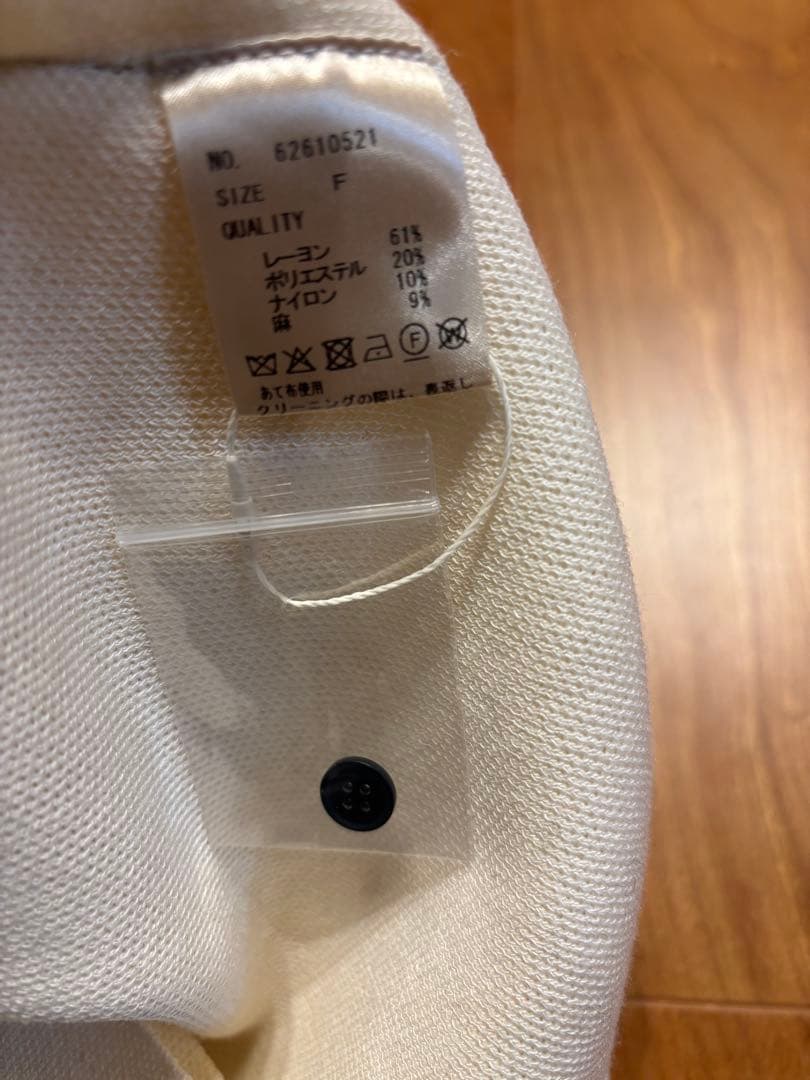 NO. 62610521
SIZE F
QUALITY
レーヨン 61%
ポリエステル 20%
ナイロン 10%
麻 9%
F W
あて布使用
クリーニングの際は、裏返し